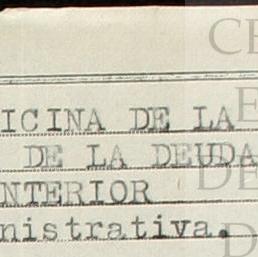 ICINA DE LA
DE LA DEUDA
NTERIOR
nistrativa.